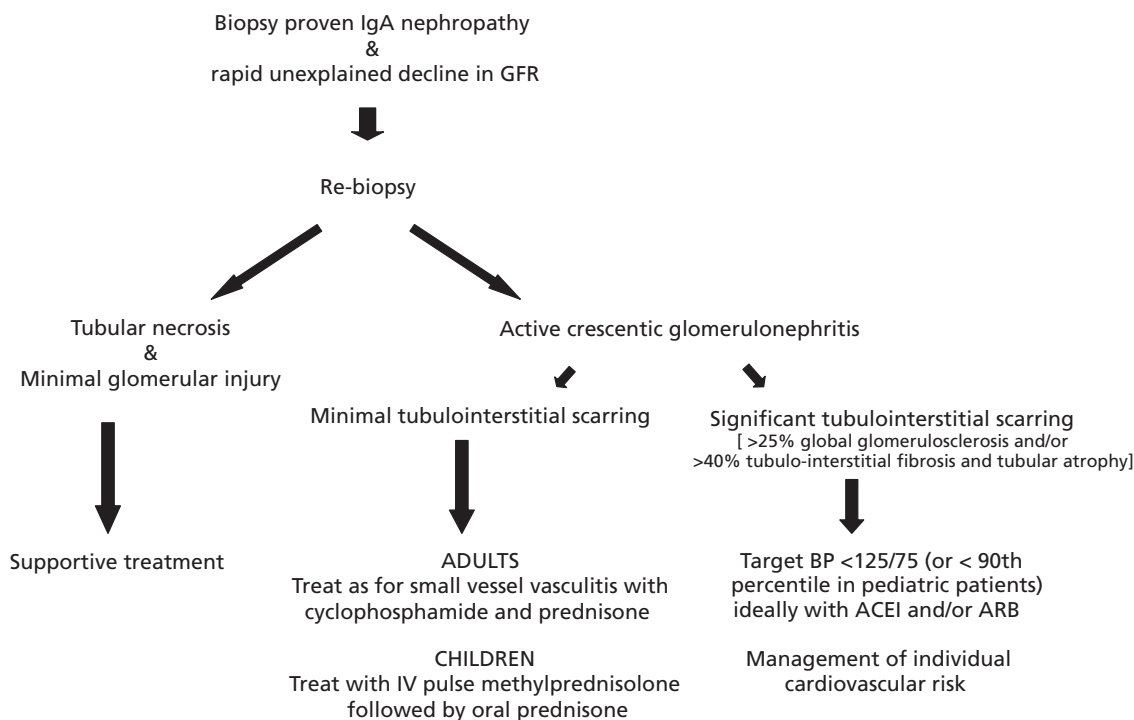 Biopsy proven IgA nephropathy
&
rapid unexplained decline in GFR
Re-biopsy
Tubular necrosis
&
Minimal glomerular injury
Active crescentic glomerulonephritis
Minimal tubulointerstitial scarring
Significant tubulointerstitial scarring
[ >25% global glomerulosclerosis and/or
>40% tubulo-interstitial fibrosis and tubular atrophy]
Supportive treatment
ADULTS
Treat as for small vessel vasculitis with
cyclophosphamide and prednisone
CHILDREN
Treat with IV pulse methylprednisolone
followed by oral prednisone
Target BP <125/75 (or < 90th
percentile in pediatric patients)
ideally with ACEI and/or ARB
Management of individual
cardiovascular risk